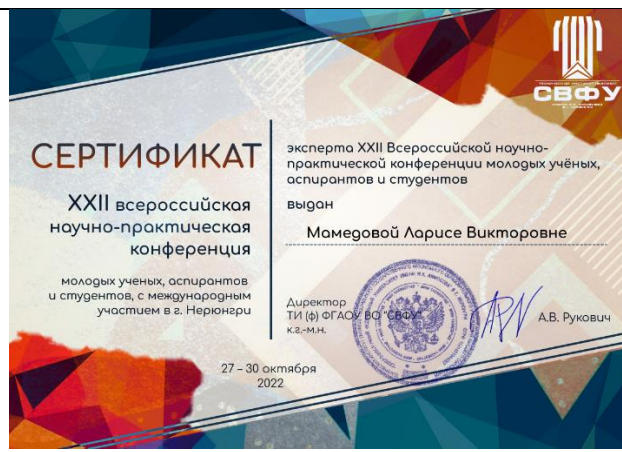 СВФУ
СЕРТИФИКАТ
XXII всероссийская
научно-практическая
конференция
молодых ученых, аспирантов
и студентов, с международным
участием в г. Нерюнгри
27 – 30 октября
2022
эксперта XXII Всероссийской научно-
практической конференции молодых учёных,
аспирантов и студентов
выдан
Мамедовой Ларисе Викторовне
Директор
ТИ (ф) ФГАОУ ВО "СВФУ"
к.г.-м.н.
А.В. Рукович